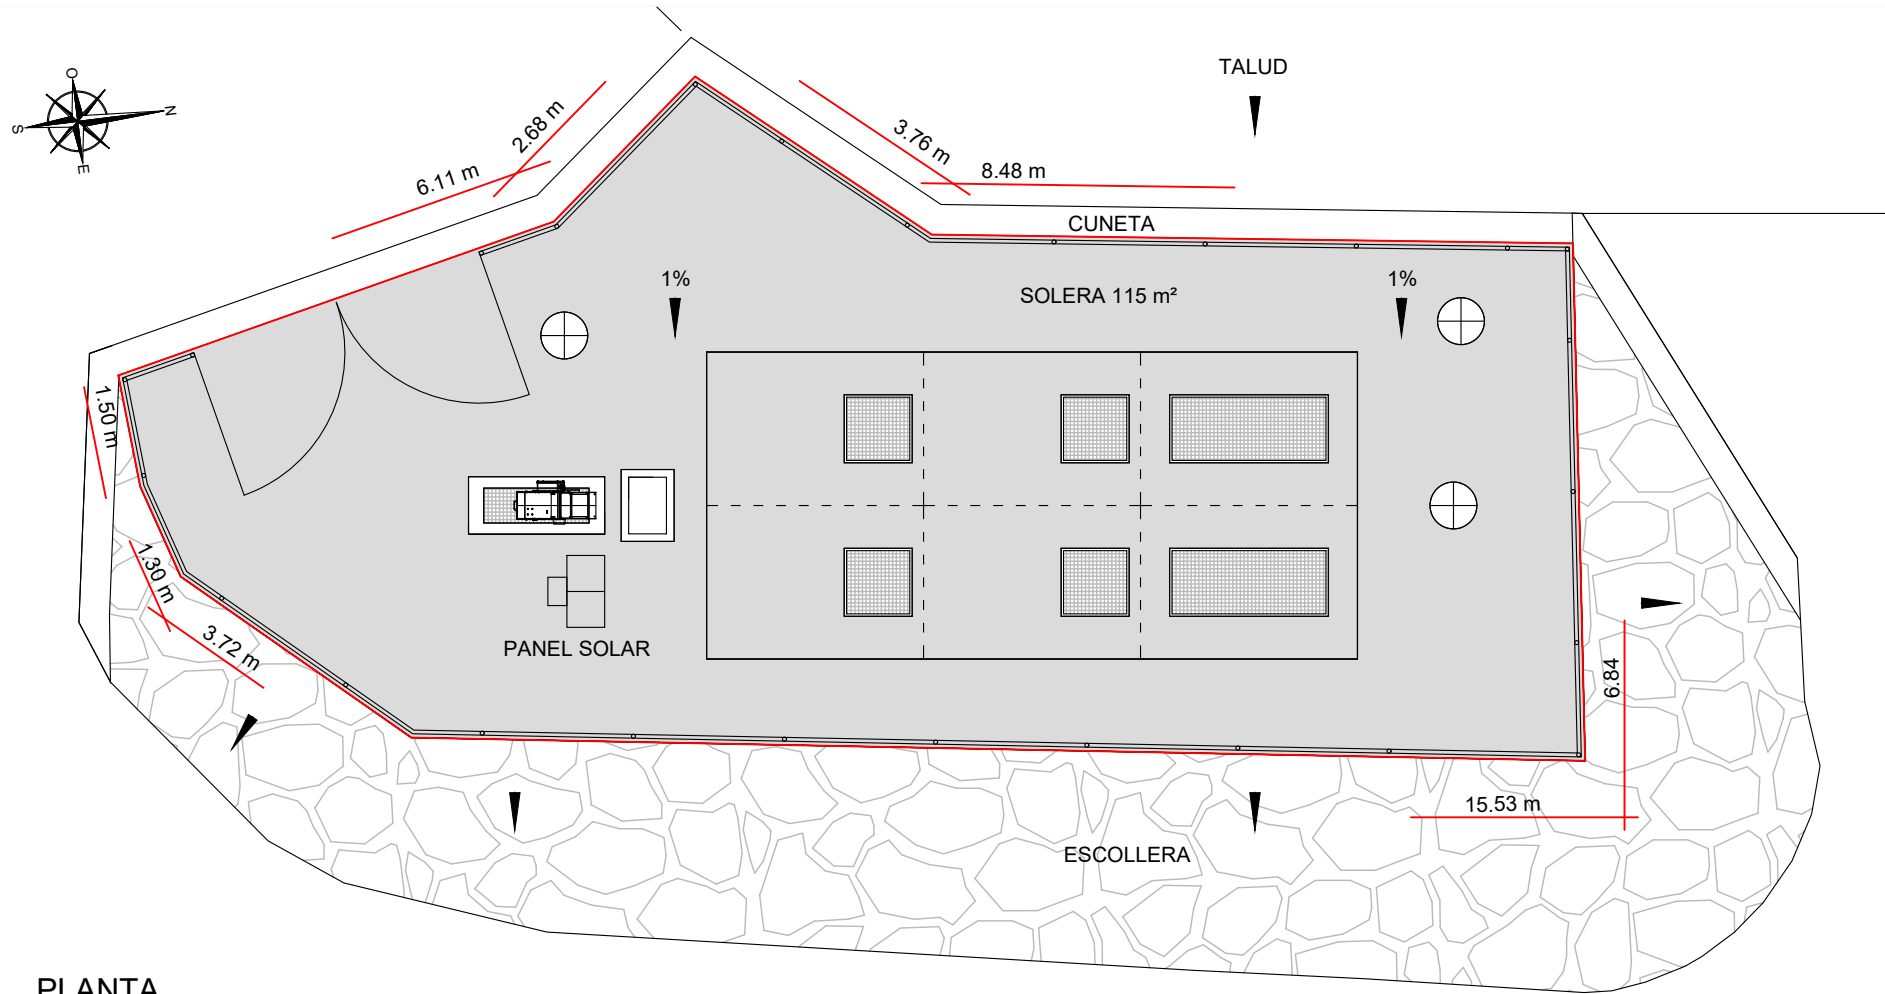 TALUD
O
N
S
E
2.68 m
3.76 m
6.11 m
8.48 m
CUNETA
1%
1%
SOLERA 115 m²
1.50 m
1.30 m
3.72 m
PANEL SOLAR
6.84
15.53 m
ESCOLLERA
PLANTA